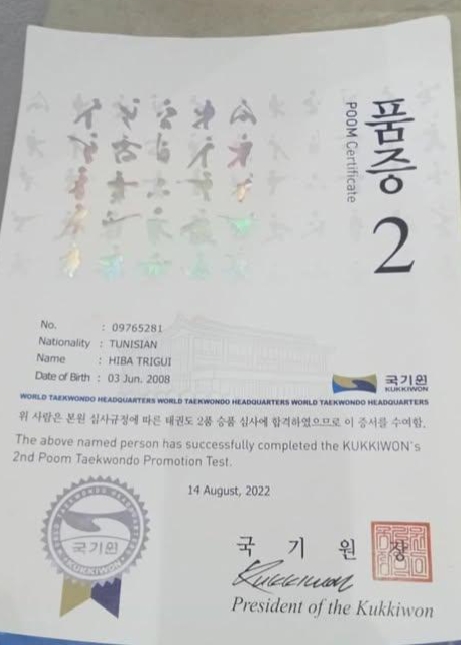 품증
POOM Certificate
2
No. : 09765281
Nationality : TUNISIAN
Name : HIBA TRIGUI
Date of Birth : 03 Jun. 2008
국기원
KUKKIWON
WORLD TAEKWONDO HEADQUARTERS WORLD TAEKWONDO HEADQUARTERS WORLD TAEKWONDO HEADQUARTERS
위 사람은 본원 심사규정에 따른 태권도 2품 승품 심사에 합격하였으므로 이 증서를 수여함.
The above named person has successfully completed the KUKKIWON's
2nd Poom Taekwondo Promotion Test.
14 August, 2022
국기원
KUKKIWON
국 기 원 장
Kukkiwon
President of the Kukkiwon